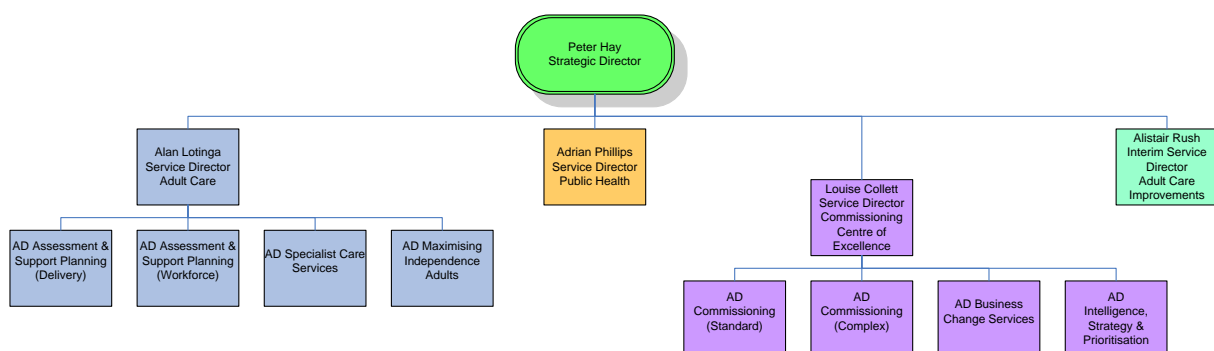 Peter Hay
Strategic Director
Alan Lotinga
Service Director
Adult Care
Adrian Phillips
Service Director
Public Health
Louise Collett
Service Director
Commissioning
Centre of
Excellence
Alistair Rush
Interim Service
Director
Adult Care
Improvements
AD Assessment &
Support Planning
(Delivery)
AD Assessment &
Support Planning
(Workforce)
AD Specialist Care
Services
AD Maximising
Independence
Adults
AD
Commissioning
(Standard)
AD
Commissioning
(Complex)
AD Business
Change Services
AD
Intelligence,
Strategy &
Prioritisation